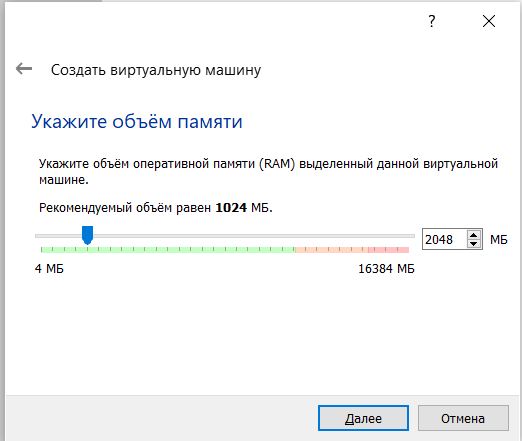 ?
Создать виртуальную машину
Укажите объём памяти
Укажите объём оперативной памяти (RAM) выделенный данной виртуальной
машине.
Рекомендуемый объём равен 1024 МБ.
2048 МБ
4 МБ 16384 МБ
Далее Отмена